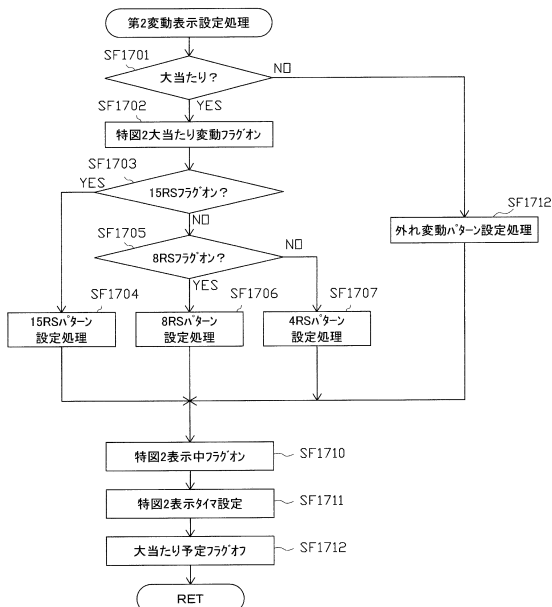 第2変動表示設定処理
SF1701
大当たり?
NO
YES
SF1702
特図2大当たり変動フラグオン
SF1703
YES
15RSフラグオン?
NO
SF1705
8RSフラグオン?
NO
YES
SF1712
外れ変動パターン設定処理
SF1704
15RSパターン
設定処理
SF1706
8RSパターン
設定処理
SF1707
4RSパターン
設定処理
特図2表示中フラグオン
SF1710
特図2表示タイマ設定
SF1711
大当たり予定フラグオフ
SF1712
RET